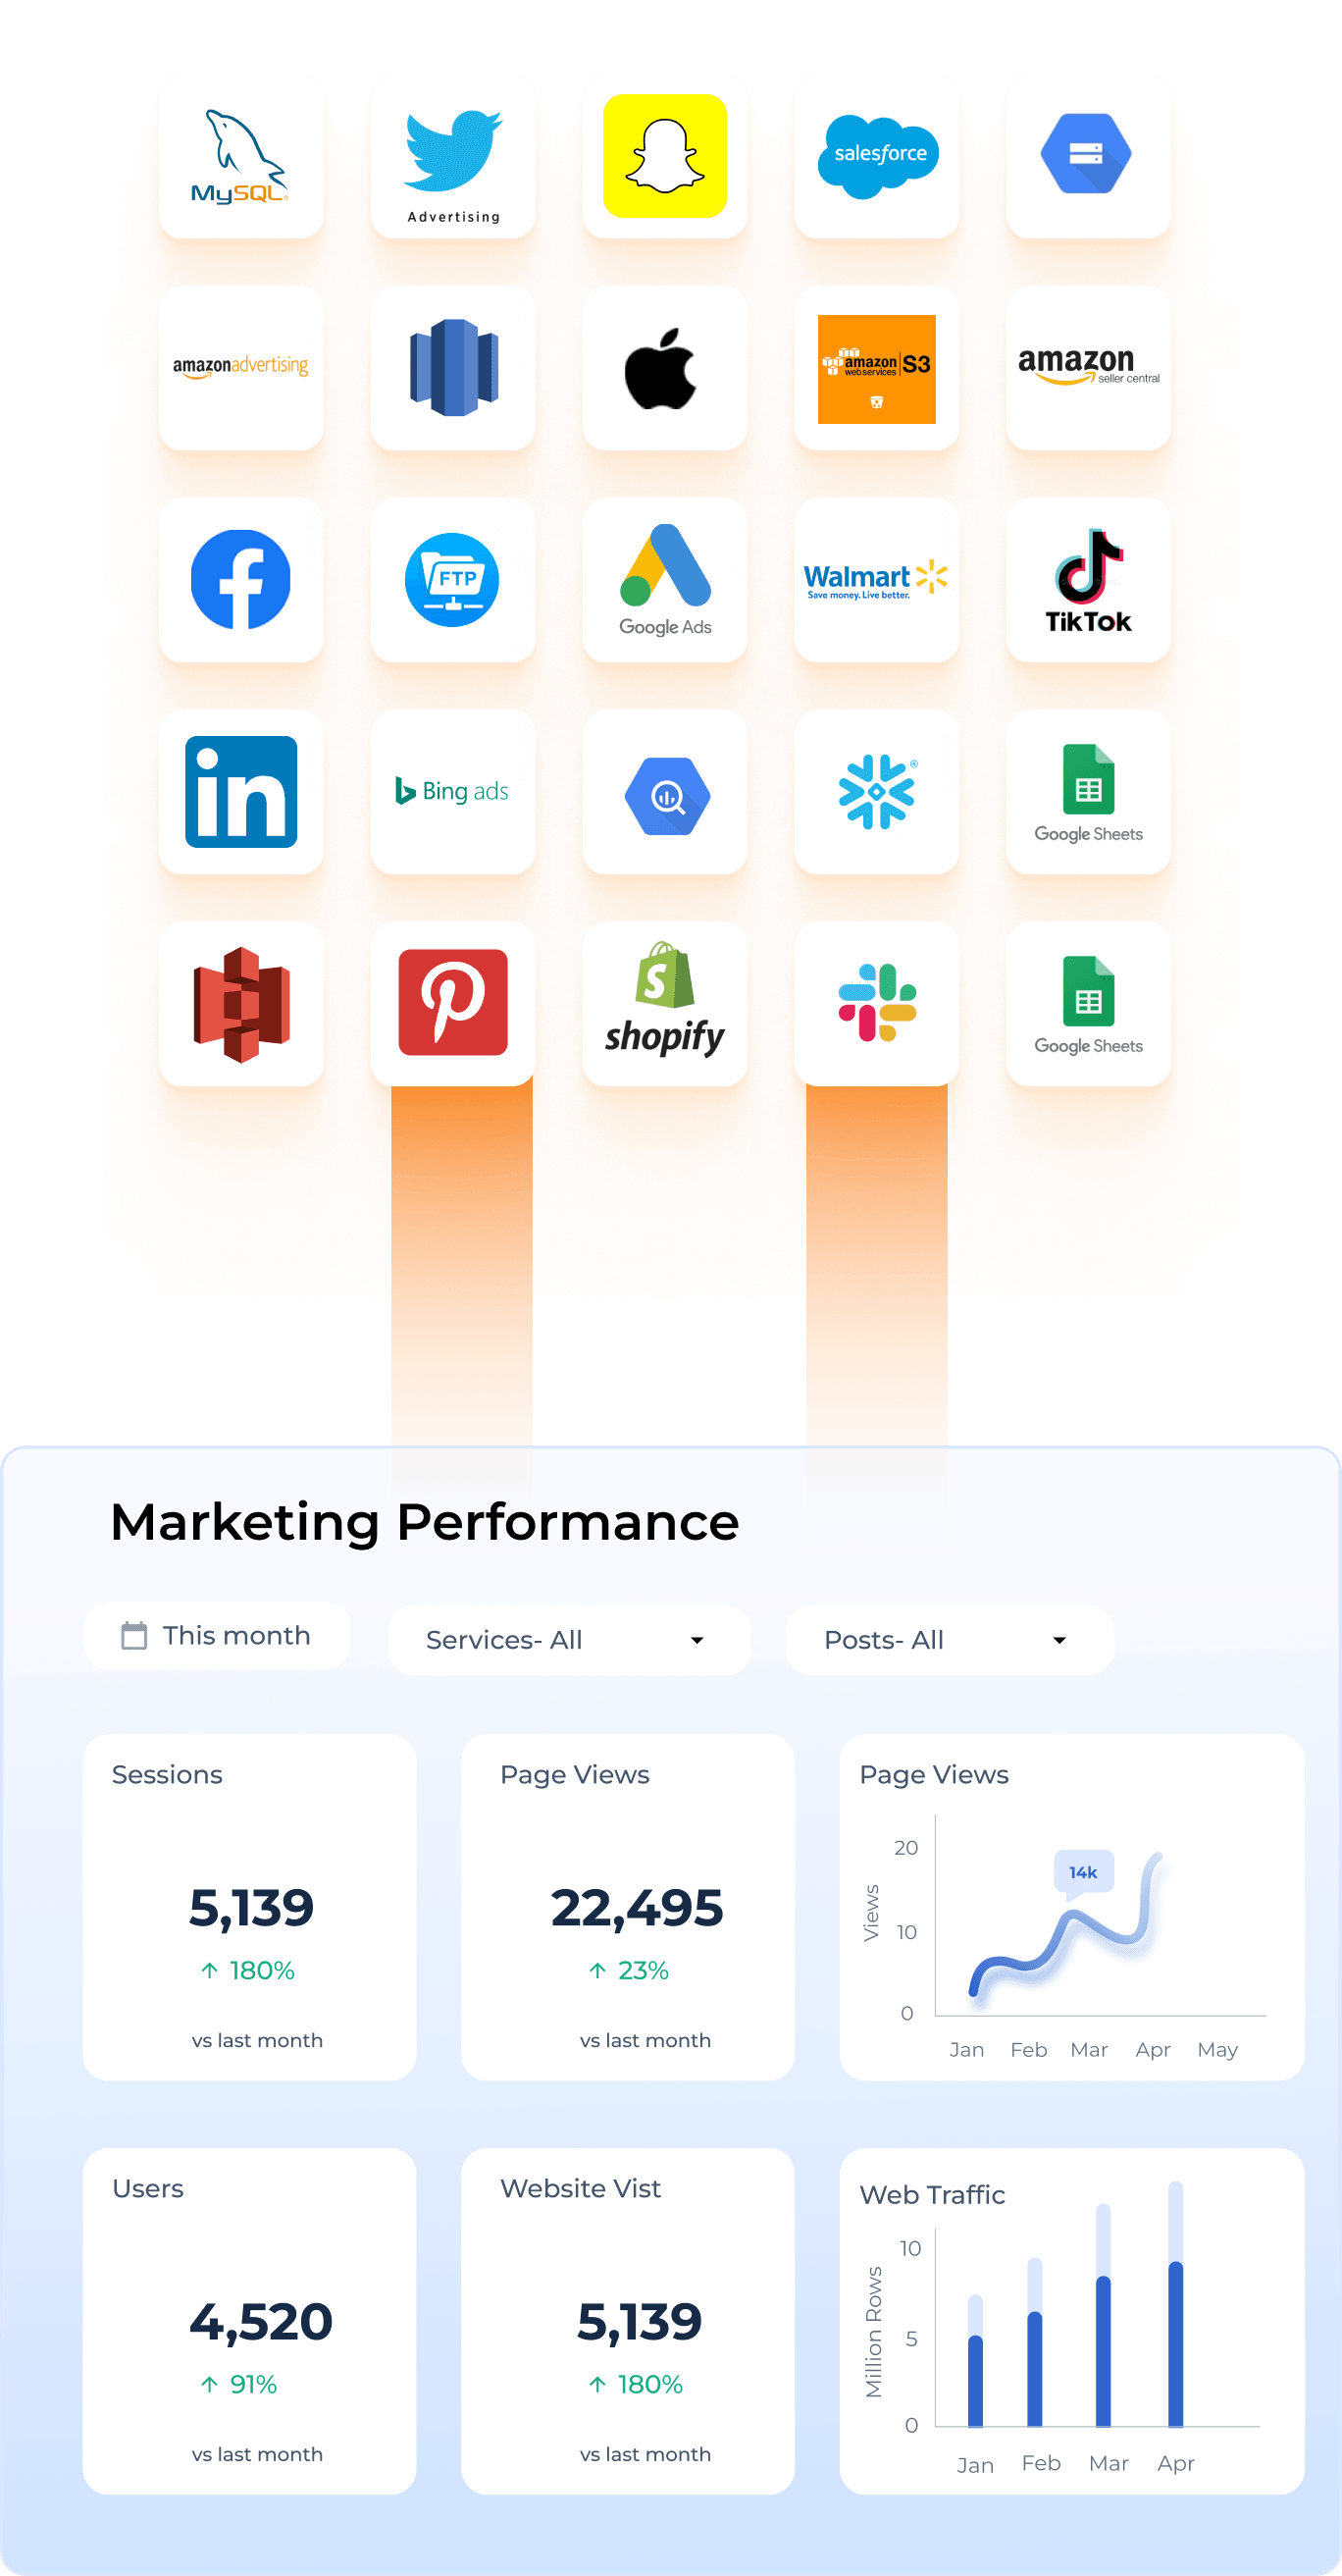 MySQL®
Advertising
salesforce
amazonadvertising
amazon
webservices
S3
amazon
seller central
FTP
Google Ads
Walmart
Save money. Live better.
TikTok
in
Bing ads
®
Google Sheets
shopify
Google Sheets
Marketing Performance
This month
Services- All
Posts- All
Sessions
5,139
↑ 180%
vs last month
Page Views
22,495
↑ 23%
vs last month
Page Views
Views
20
10
0
14k
Jan Feb Mar Apr May
Users
4,520
↑ 91%
vs last month
Website Vist
5,139
↑ 180%
vs last month
Web Traffic
Million Rows
10
5
0
Jan Feb Mar Apr